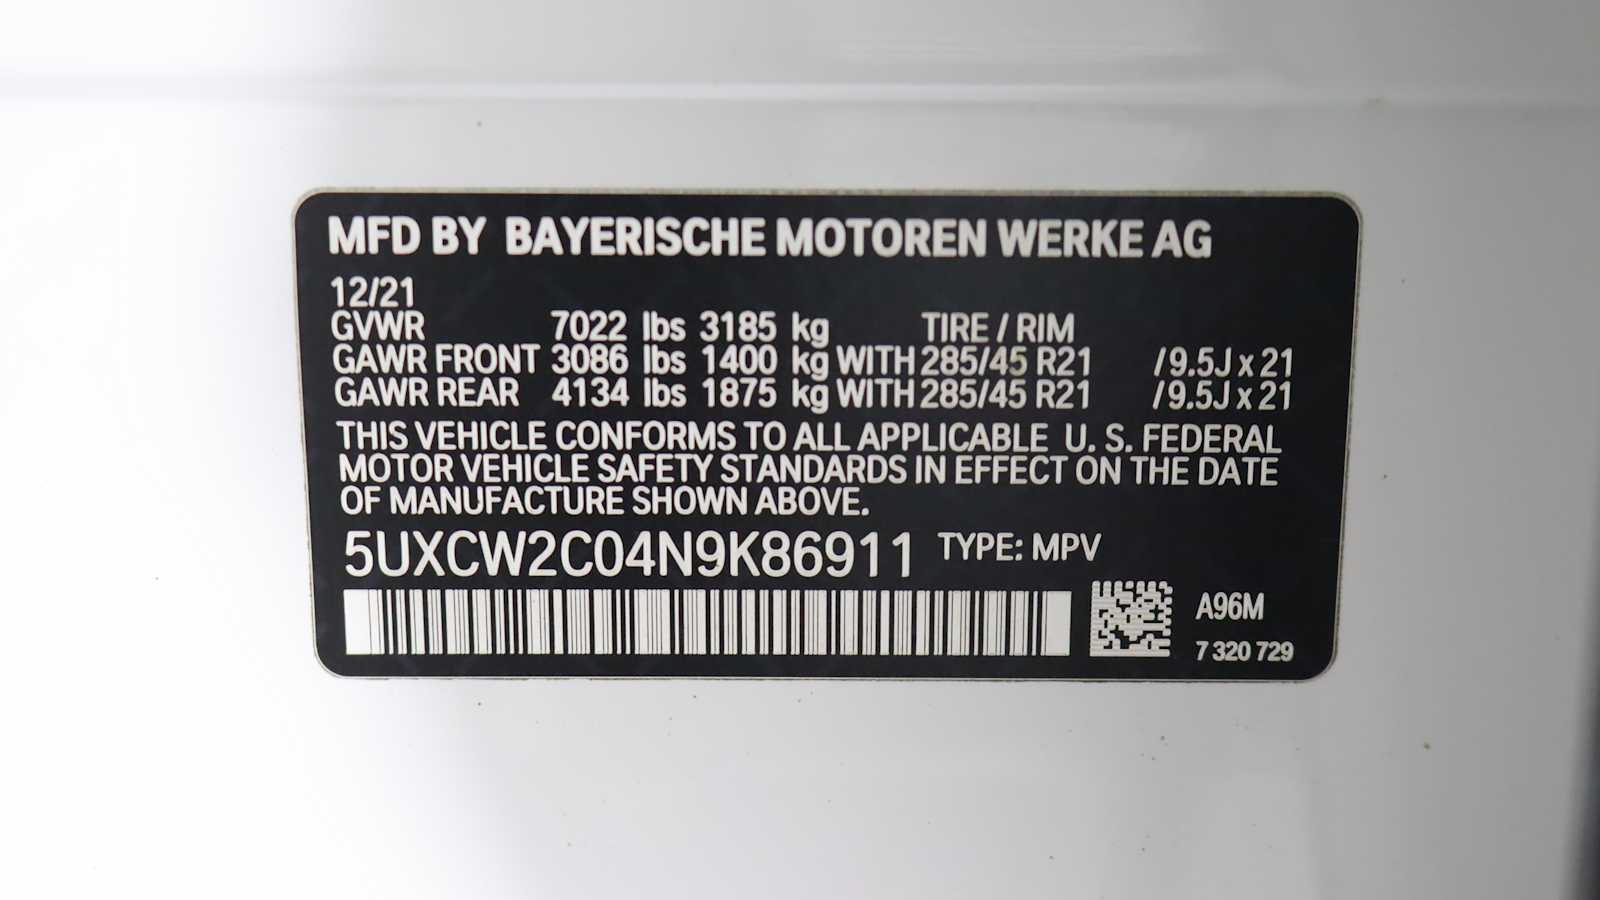 MFD BY BAYERISCHE MOTOREN WERKE AG
12/21
GVWR 7022 lbs 3185 kg TIRE / RIM
GAWR FRONT 3086 lbs 1400 kg WITH 285/45 R21 /9.5J x 21
GAWR REAR 4134 lbs 1875 kg WITH 285/45 R21 /9.5J x 21
THIS VEHICLE CONFORMS TO ALL APPLICABLE U. S. FEDERAL
MOTOR VEHICLE SAFETY STANDARDS IN EFFECT ON THE DATE
OF MANUFACTURE SHOWN ABOVE.
5UXCW2C04N9K86911 TYPE: MPV
A96M
7 320 729